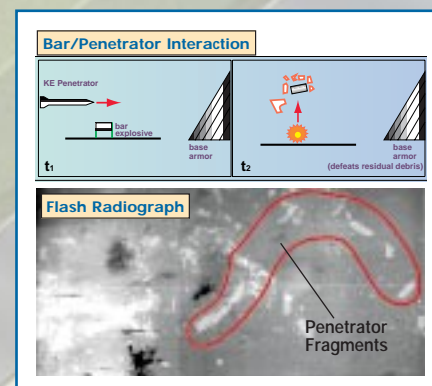 Bar/Penetrator Interaction
KE Penetrator
bar
explosive
base
armor
t1
base
armor
(defeats residual debris)
t2
Flash Radiograph
Penetrator
Fragments